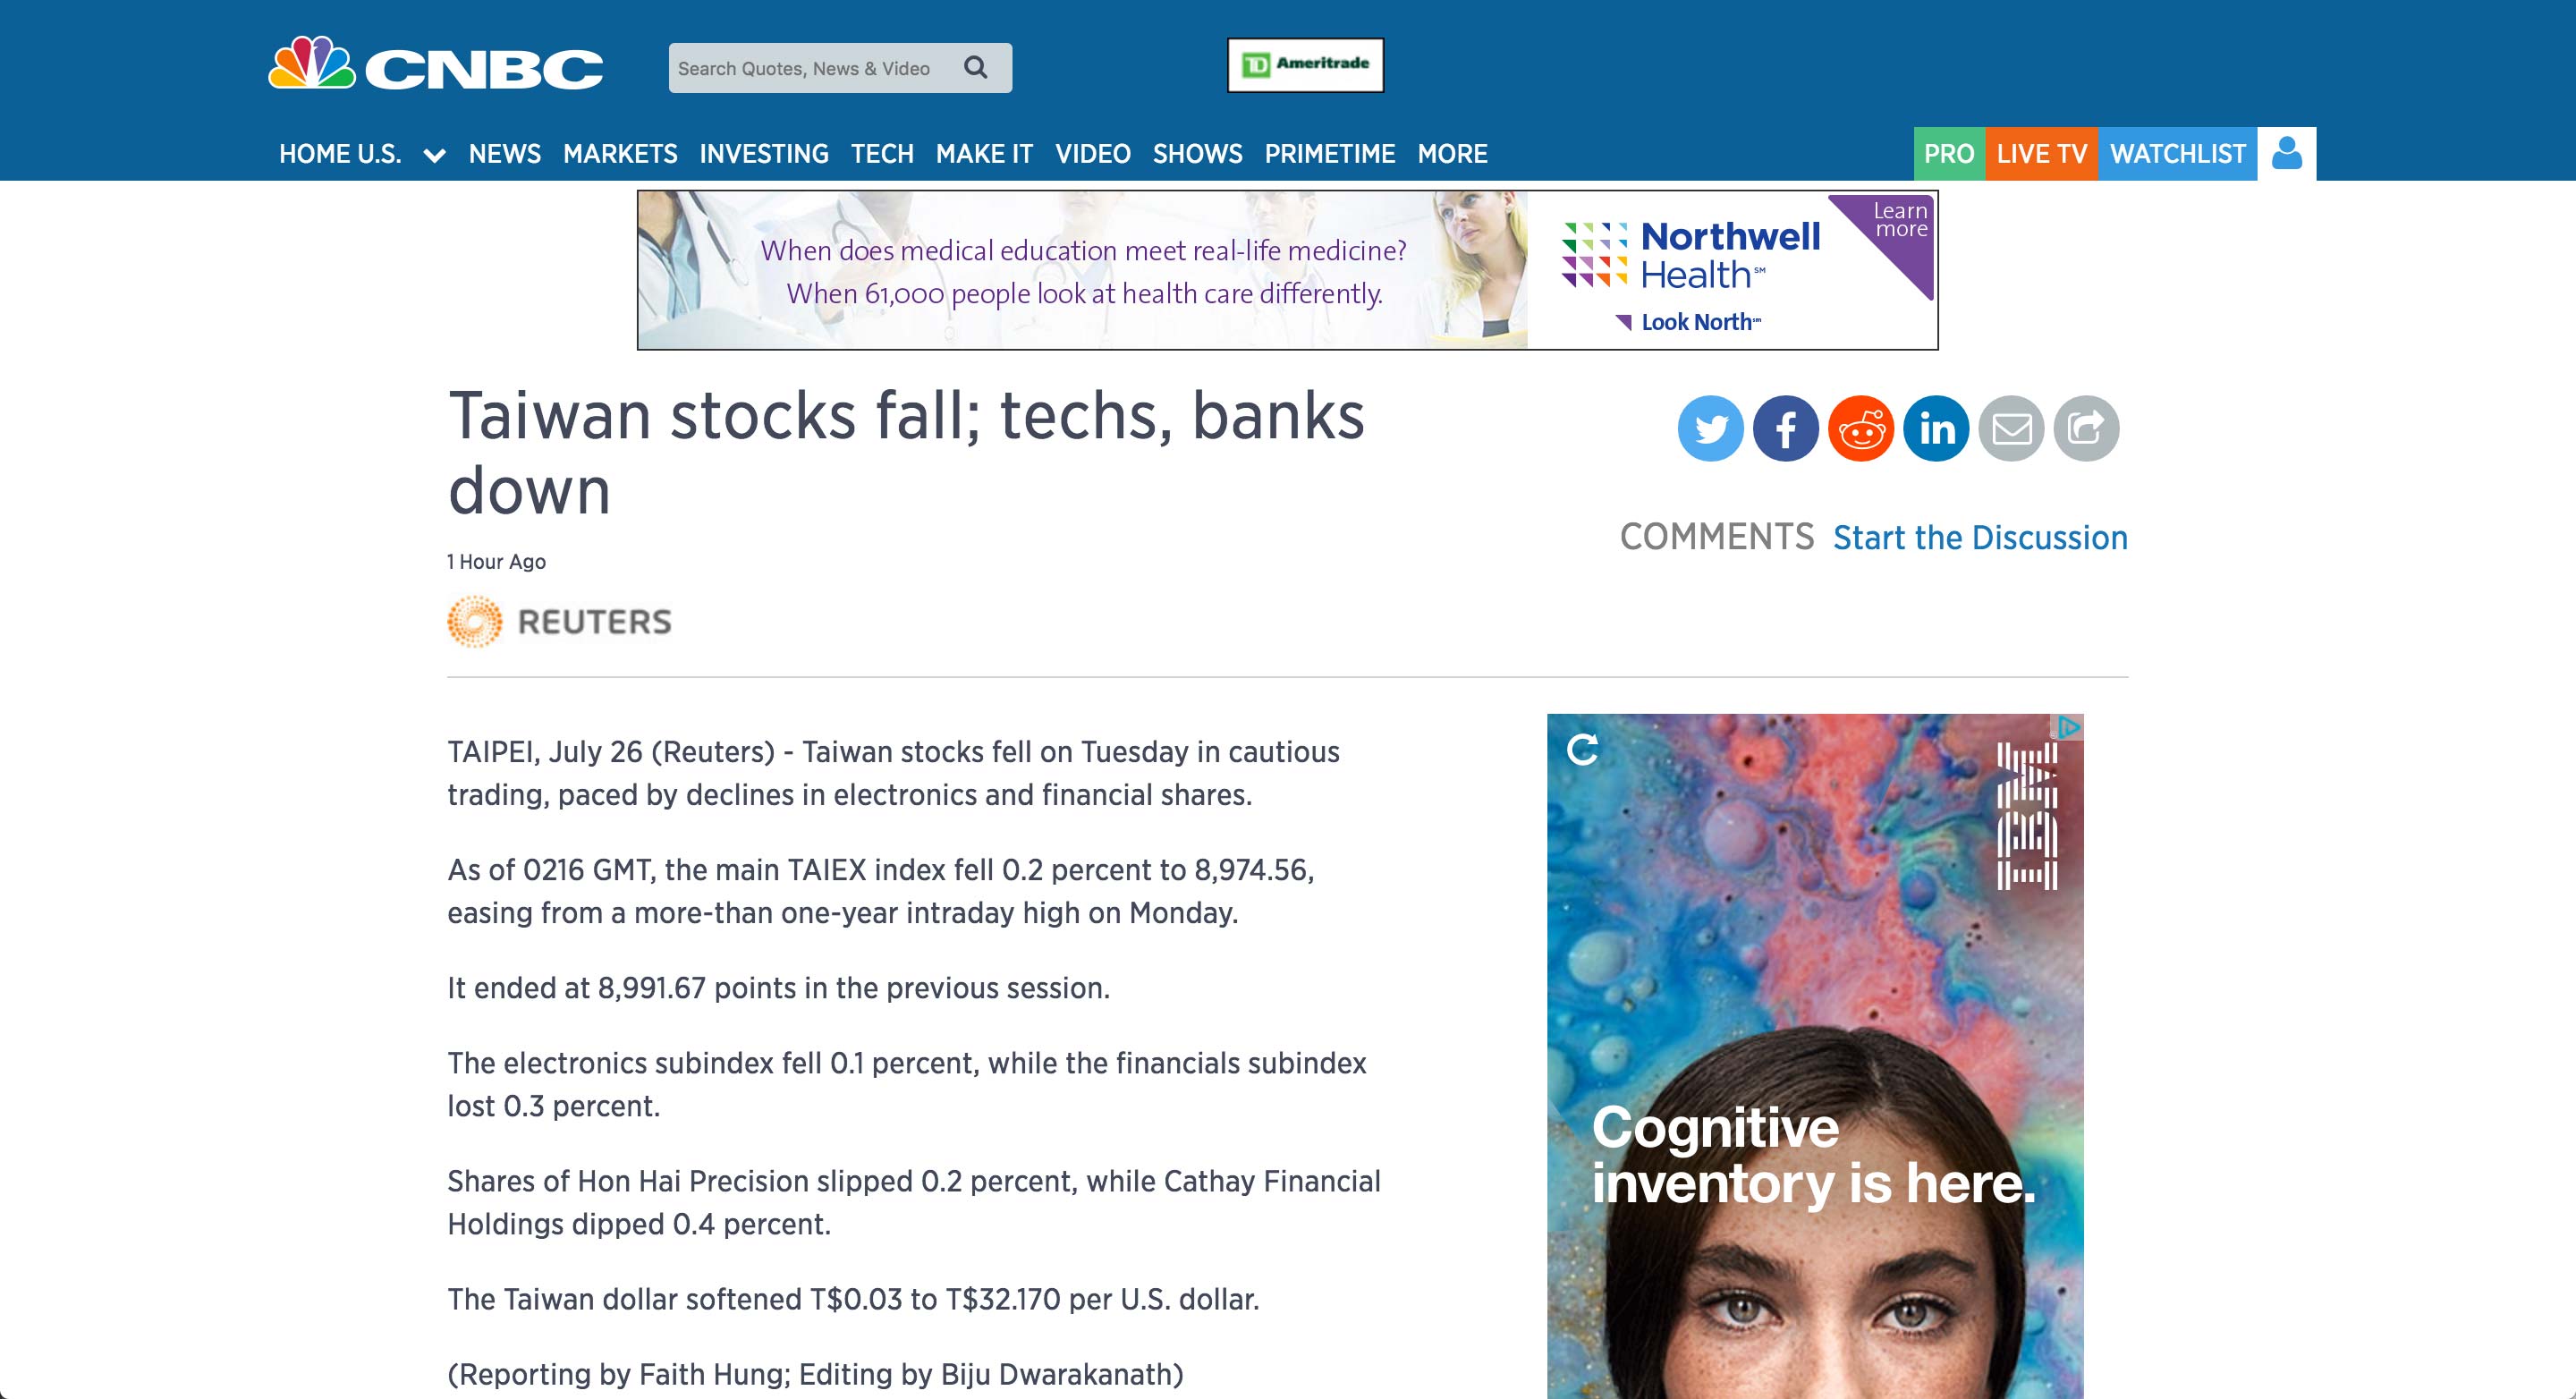 CNBC
Search Quotes, News & Video
TD Ameritrade
HOME U.S. NEWS MARKETS INVESTING TECH MAKE IT VIDEO SHOWS PRIMETIME MORE
PRO LIVE TV WATCHLIST
When does medical education meet real-life medicine?
When 61,000 people look at health care differently.
Northwell
Health℠
Look North℠
Learn
more
Taiwan stocks fall; techs, banks
down
1 Hour Ago
REUTERS
COMMENTS Start the Discussion
TAIPEI, July 26 (Reuters) - Taiwan stocks fell on Tuesday in cautious
trading, paced by declines in electronics and financial shares.
As of 0216 GMT, the main TAIEX index fell 0.2 percent to 8,974.56,
easing from a more-than one-year intraday high on Monday.
It ended at 8,991.67 points in the previous session.
The electronics subindex fell 0.1 percent, while the financials subindex
lost 0.3 percent.
Shares of Hon Hai Precision slipped 0.2 percent, while Cathay Financial
Holdings dipped 0.4 percent.
The Taiwan dollar softened T$0.03 to T$32.170 per U.S. dollar.
(Reporting by Faith Hung; Editing by Biju Dwarakanath)
IBM
Cognitive
inventory is here.